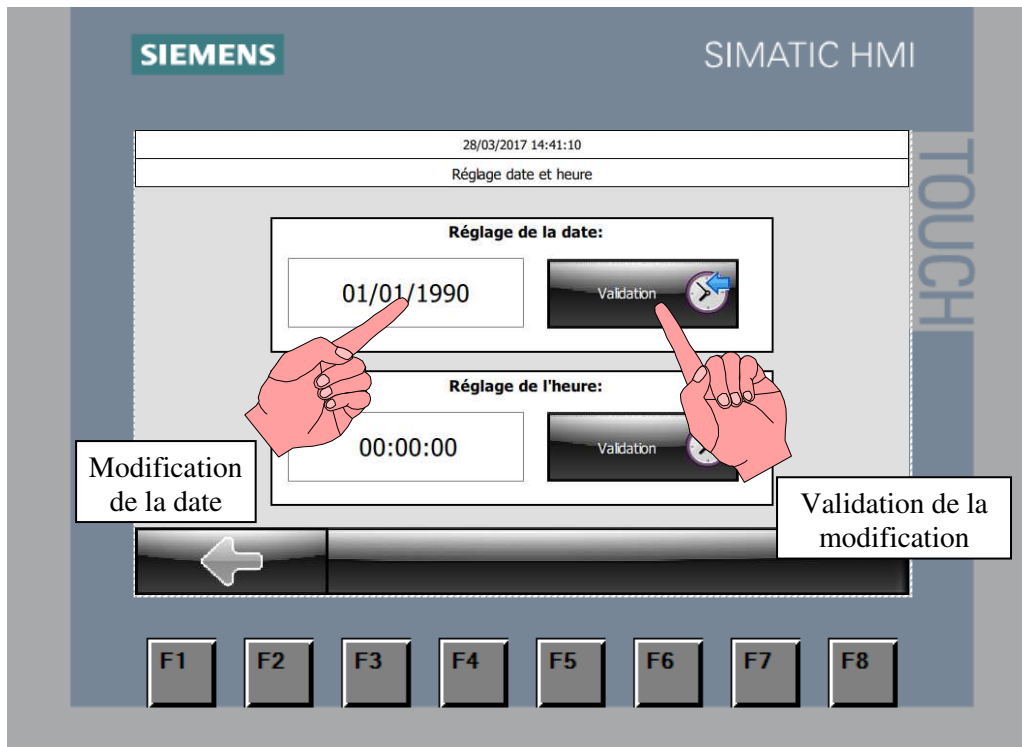 SIEMENS
SIMATIC HMI
TOUCH
28/03/2017 14:41:10
Réglage date et heure
Réglage de la date:
01/01/1990
Validation
Réglage de l'heure:
00:00:00
Validation
Modification
de la date
Validation de la
modification
F1 F2 F3 F4 F5 F6 F7 F8